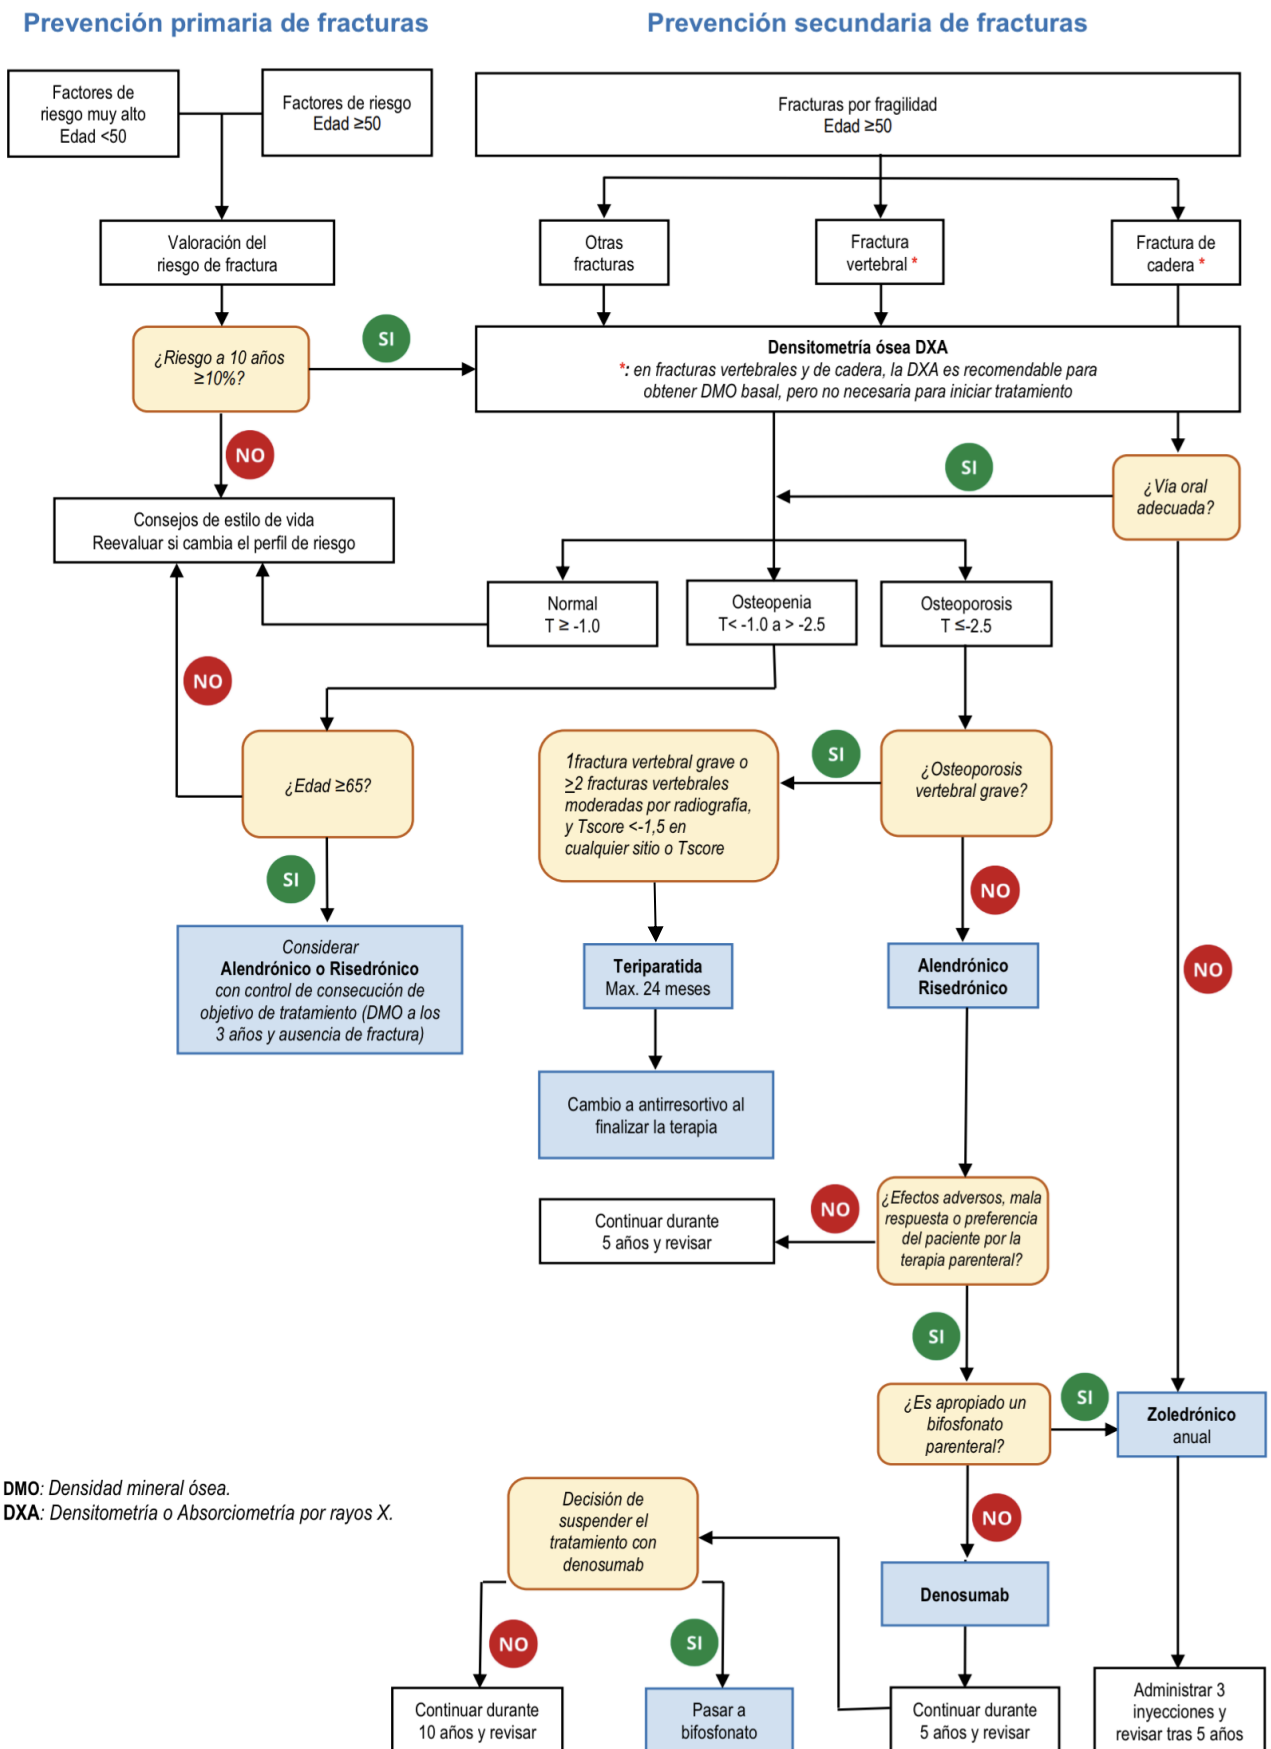 Prevención primaria de fracturas
Prevención secundaria de fracturas
Factores de
riesgo muy alto
Edad <50
Factores de riesgo
Edad ≥50
Fracturas por fragilidad
Edad ≥50
Valoración del
riesgo de fractura
Otras
fracturas
Fractura
vertebral *
Fractura de
cadera *
¿Riesgo a 10 años
≥10%?
SI
Densitometría ósea DXA
*: en fracturas vertebrales y de cadera, la DXA es recomendable para
obtener DMO basal, pero no necesaria para iniciar tratamiento
NO
SI
¿Via oral
adecuada?
Consejos de estilo de vida
Reevaluar si cambia el perfil de riesgo
Normal
T ≥ -1.0
Osteopenia
T< -1.0 a > -2.5
Osteoporosis
T ≤-2.5
NO
¿Edad ≥65?
1fractura vertebral grave o
≥2 fracturas vertebrales
moderadas por radiografía,
y Tscore <-1,5 en
cualquier sitio o Tscore
SI
¿Osteoporosis
vertebral grave?
SI
NO
Considerar
Alendrónico o Risedrónico
con control de consecución de
objetivo de tratamiento (DMO a los
3 años y ausencia de fractura)
Teriparatida
Max. 24 meses
Alendrónico
Risedrónico
NO
Cambio a antirresortivo al
finalizar la terapia
Continuar durante
5 años y revisar
NO
¿Efectos adversos, mala
respuesta o preferencia
del paciente por la
terapia parenteral?
SI
¿Es apropiado un
bifosfonato
parenteral?
SI
Zoledrónico
anual
DMO: Densidad mineral ósea.
DXA: Densitometría o Absorciometría por rayos X.
Decisión de
suspender el
tratamiento con
denosumab
NO
Denosumab
NO
SI
Continuar durante
10 años y revisar
Pasar a
bifosfonato
Continuar durante
5 años y revisar
Administrar 3
inyecciones y
revisar tras 5 años